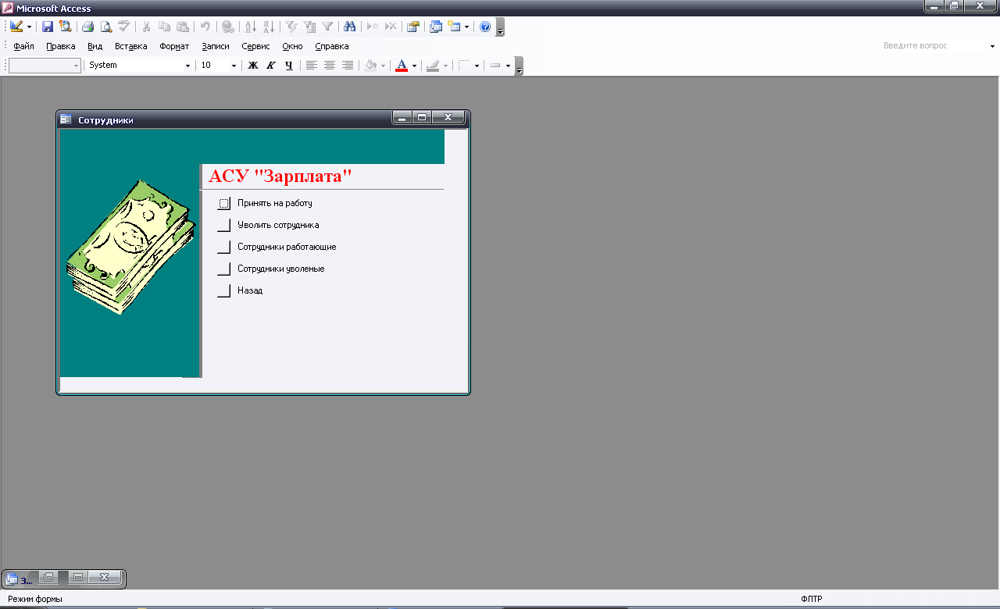 Microsoft Access
Файл Правка Вид Вставка Формат Записи Сервис Окно Справка
Введите вопрос
System 10 Ж К Ч
Сотрудники
АСУ "Зарплата"
Принять на работу
Уволить сотрудника
Сотрудники работающие
Сотрудники уволеные
Назад
З...
Режим формы
ФЛТР